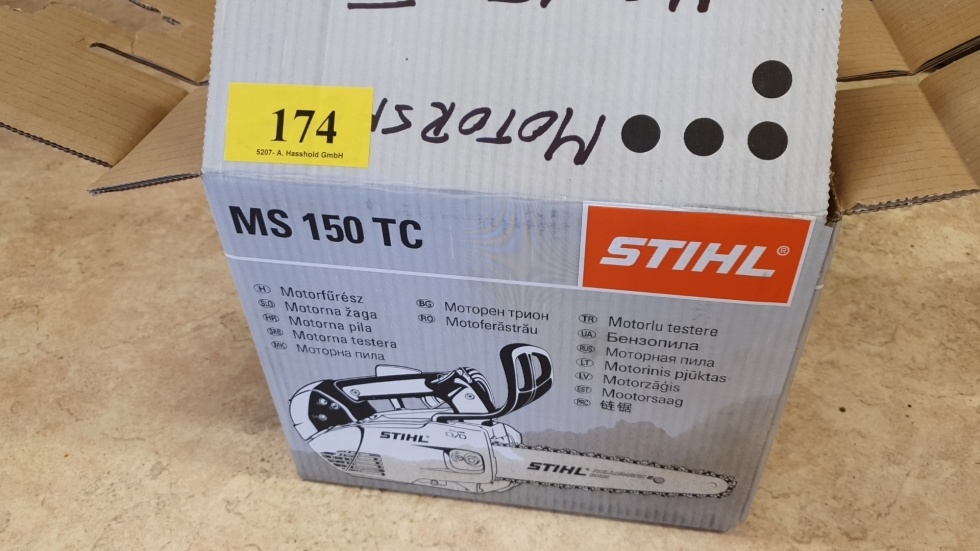 174
5207- A. Hasshold GmbH
MOTORS
MS 150 TC
STIHL®
H Motorfűrész
SLO Motorna žaga
HR Motorna pila
SRB Motorna testera
MK Моторна пила
BG Моторен трион
RO Motoferăstrău
TR Motorlu testere
UA Бензопила
RUS Моторная пила
LT Motorinis pjūktas
LV Motorzāģis
EST Mootorsaag
PRC 链锯
STIHL
STIHL